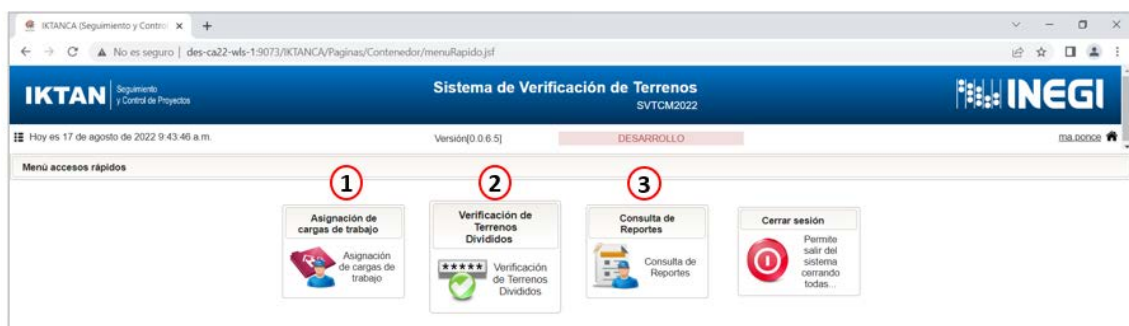 IKTANCA (Seguimiento y Control
No es seguro | des-ca22-wls-1:9073/IKTANCA/Paginas/Contenedor/menuRapido.jsf
IKTAN
Seguimiento
y Control de Proyectos
Sistema de Verificación de Terrenos
SVTCM2022
INEGI
Hoy es 17 de agosto de 2022 9:43:46 a.m.
Versión[0.0.6.5]
DESARROLLO
ma.ponce
Menú accesos rápidos
1
2
3
Asignación de
cargas de trabajo
Asignación
de cargas de
trabajo
Verificación de
Terrenos
Divididos
*****
Verificación
de Terrenos
Divididos
Consulta de
Reportes
Consulta de
Reportes
Cerrar sesión
Permite
salir del
sistema
cerrando
todas...